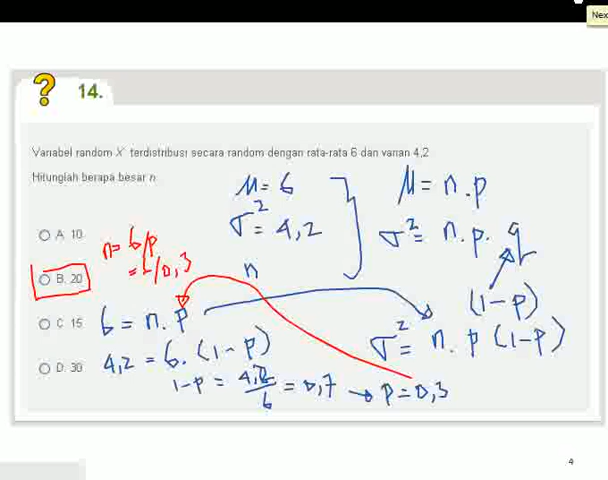 Nex
14.
Variabel random X terdistribusi secara random dengan rata-rata 6 dan varian 4,2
Hitunglah berapa besar n
μ = 6
σ² = 4,2
n
μ = n.p
σ² = n.p.q
(1-p)
A. 10
B. 20
C. 15
D. 30
n = 6/p
= 6/0,3
6 = n.p
4,2 = 6.(1-p)
1-p = 4,2/6 = 0,7 → p = 0,3
σ² = n.p(1-p)
4